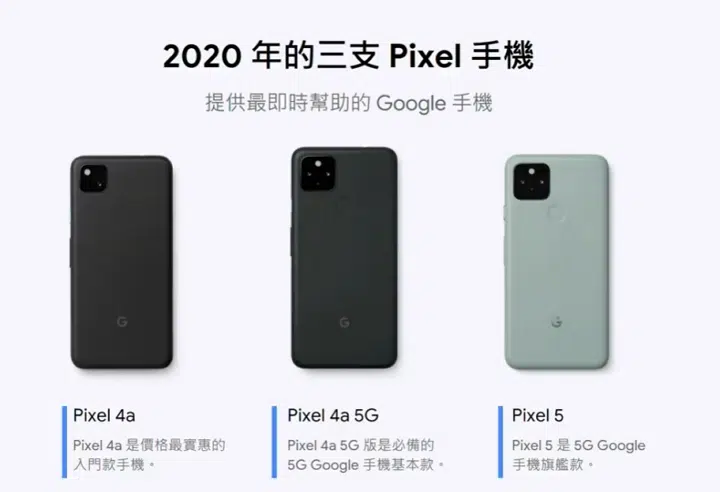 2020 年的三支 Pixel 手機
提供最即時幫助的 Google 手機
Pixel 4a
Pixel 4a 是價格最實惠的
入門款手機。
Pixel 4a 5G
Pixel 4a 5G 版是必備的
5G Google 手機基本款。
Pixel 5
Pixel 5 是 5G Google
手機旗艦款。